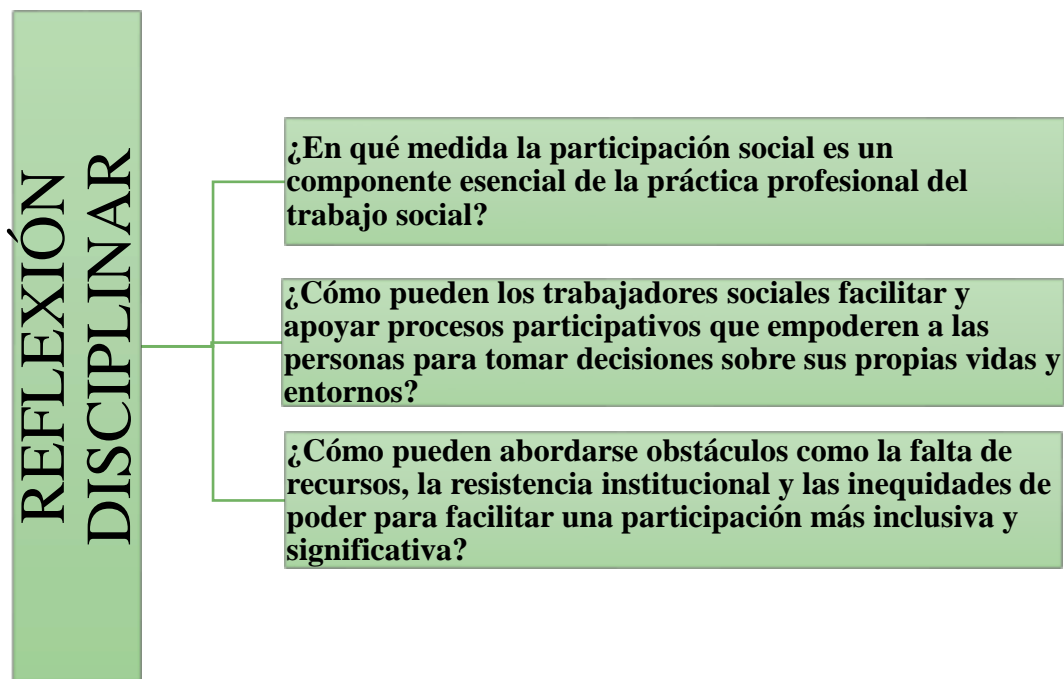 REFLEXIÓN
DISCIPLINAR
¿En qué medida la participación social es un
componente esencial de la práctica profesional del
trabajo social?
¿Cómo pueden los trabajadores sociales facilitar y
apoyar procesos participativos que empoderen a las
personas para tomar decisiones sobre sus propias vidas y
entornos?
¿Cómo pueden abordarse obstáculos como la falta de
recursos, la resistencia institucional y las inequidades de
poder para facilitar una participación más inclusiva y
significativa?